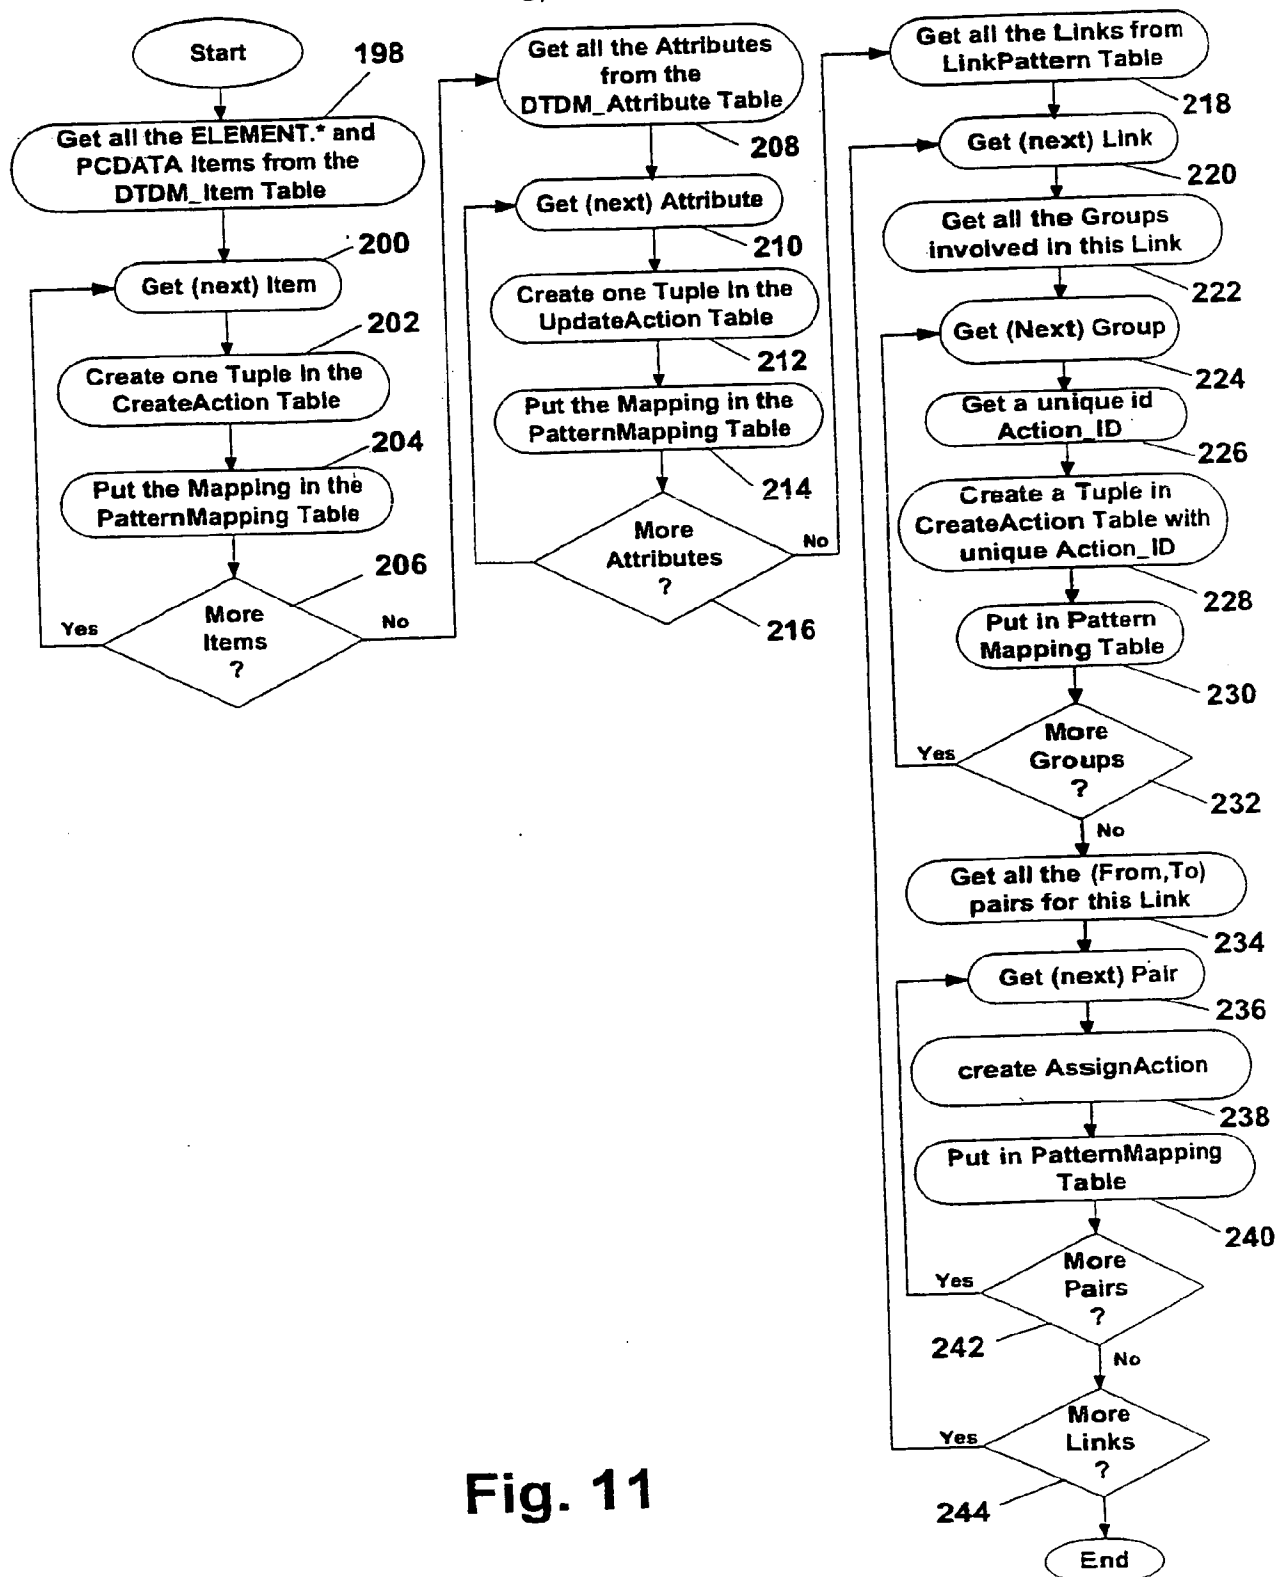 Start
198
Get all the ELEMENT.* and
PCDATA Items from the
DTDM_Item Table
200
Get (next) Item
202
Create one Tuple in the
CreateAction Table
204
Put the Mapping in the
PatternMapping Table
206
More
Items
?
Yes
No
Get all the Attributes
from the
DTDM_Attribute Table
208
Get (next) Attribute
210
Create one Tuple in the
UpdateAction Table
212
Put the Mapping in the
PatternMapping Table
214
More
Attributes
?
No
216
Get all the Links from
LinkPattern Table
218
Get (next) Link
220
Get all the Groups
involved in this Link
222
Get (Next) Group
224
Get a unique id
Action_ID
226
Create a Tuple in
CreateAction Table with
unique Action_ID
228
Put in Pattern
Mapping Table
230
More
Groups
?
Yes
232
No
Get all the (From,To)
pairs for this Link
234
Get (next) Pair
236
create AssignAction
238
Put in PatternMapping
Table
240
More
Pairs
?
Yes
242
No
More
Links
?
Yes
244
End
Fig. 11